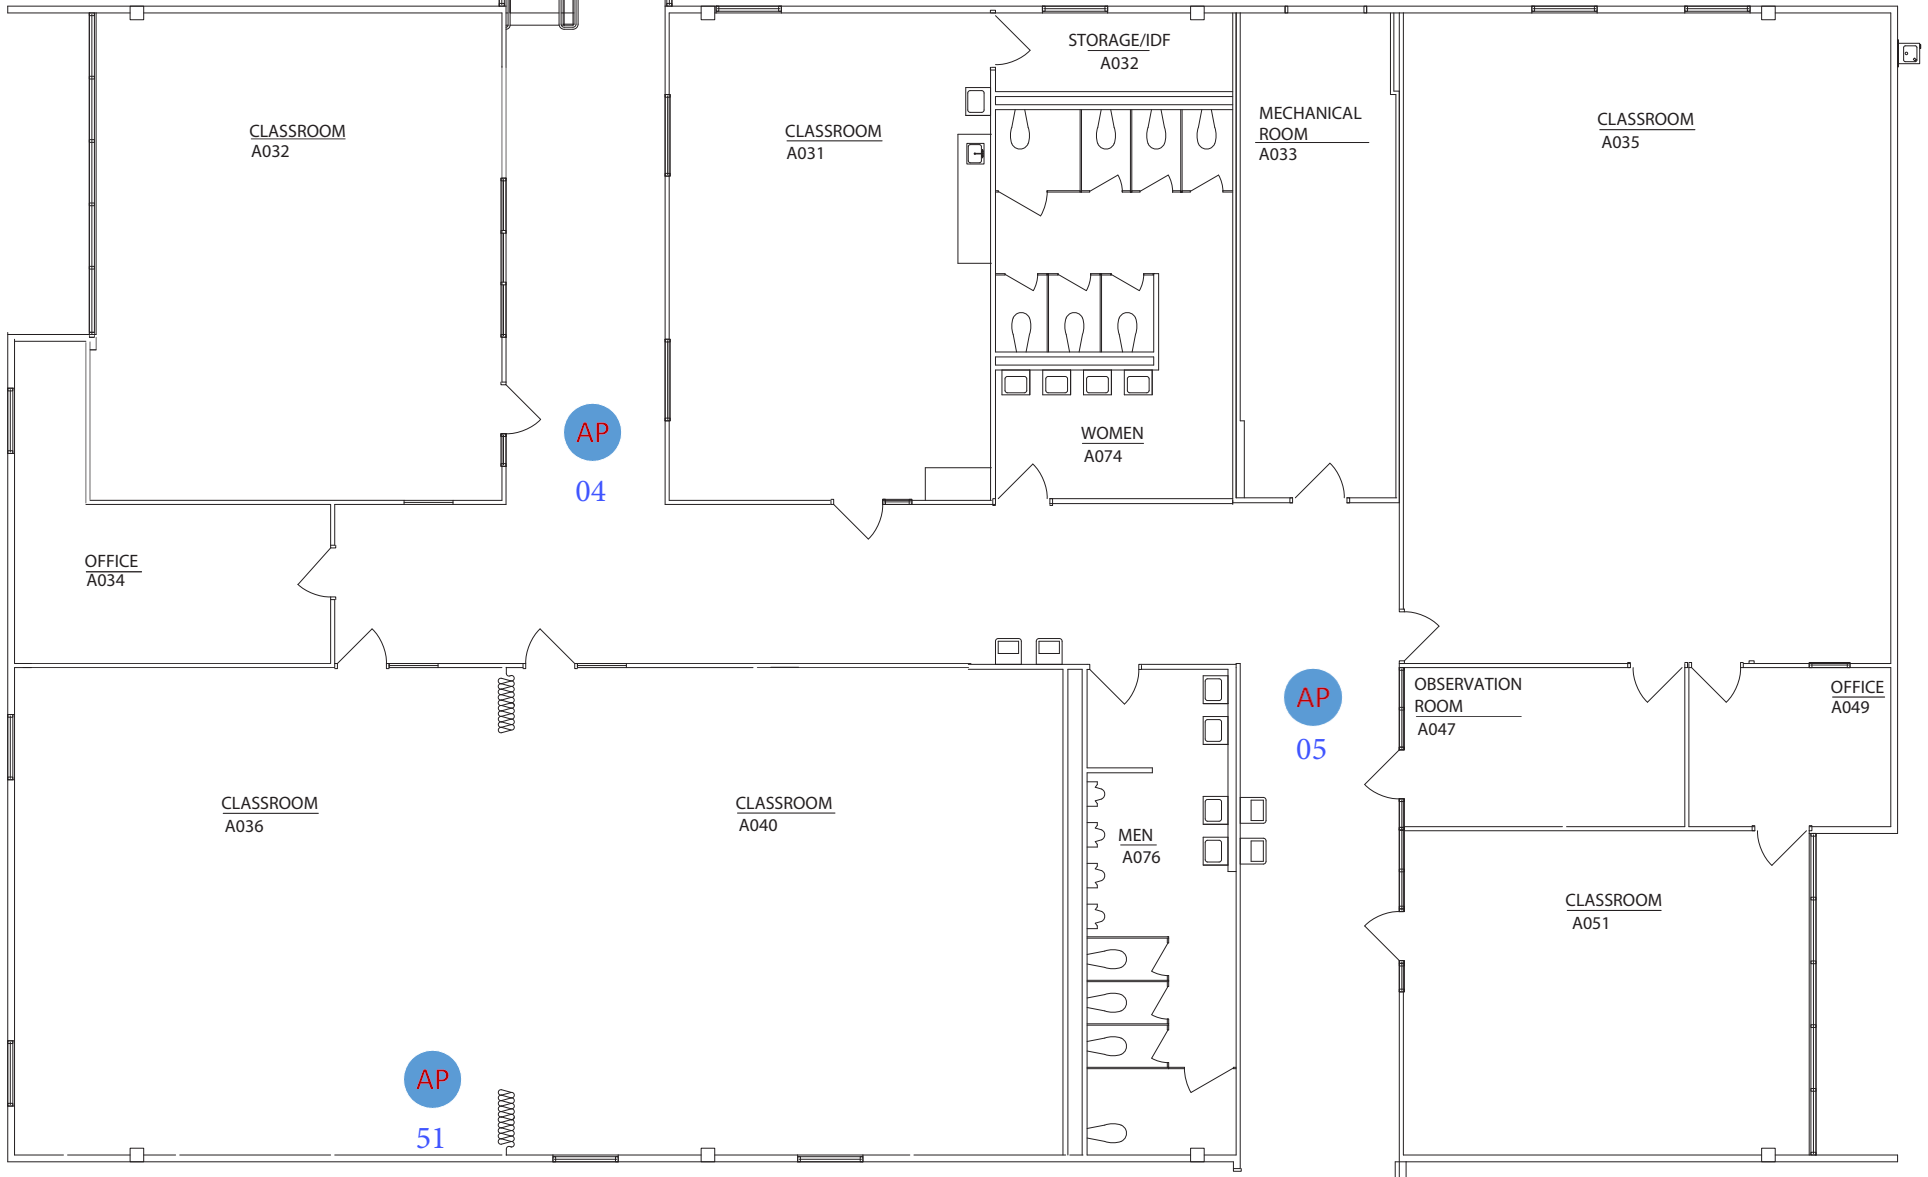 STORAGE/IDF
A032
CLASSROOM
A032
CLASSROOM
A031
MECHANICAL
ROOM
A033
CLASSROOM
A035
AP
04
WOMEN
A074
OFFICE
A034
OBSERVATION
ROOM
A047
OFFICE
A049
AP
05
CLASSROOM
A036
CLASSROOM
A040
MEN
A076
CLASSROOM
A051
AP
51